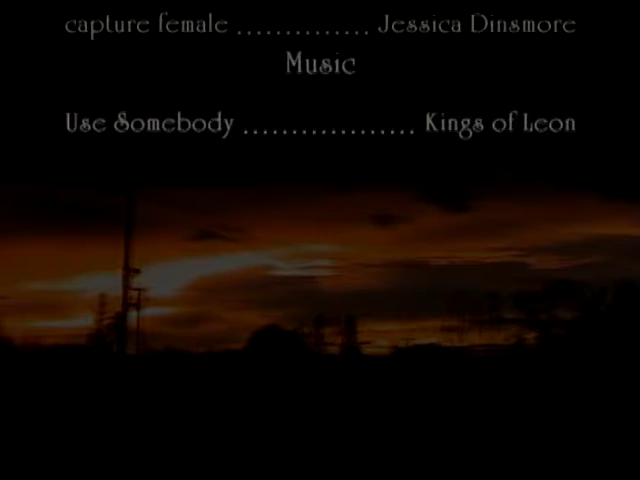 capture female .............. Jessica Dinsmore
Music
Use Somebody .................. Kings of Leon